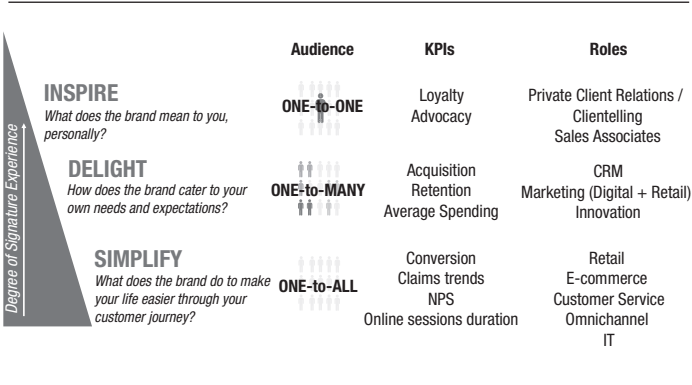 Audience
KPIs
Roles
INSPIRE
What does the brand mean to you,
personally?
ONE-to-ONE
Loyalty
Advocacy
Private Client Relations /
Clientelling
Sales Associates
DELIGHT
How does the brand cater to your
own needs and expectations?
ONE-to-MANY
Acquisition
Retention
Average Spending
CRM
Marketing (Digital + Retail)
Innovation
SIMPLIFY
What does the brand do to make
your life easier through your
customer journey?
ONE-to-ALL
Conversion
Claims trends
NPS
Online sessions duration
Retail
E-commerce
Customer Service
Omnichannel
IT
Degree of Signature Experience